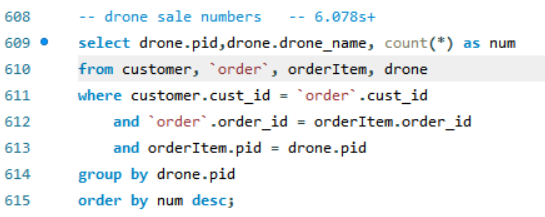 608 -- drone sale numbers -- 6.078s+
609 select drone.pid,drone.drone_name, count(*) as num
610 from customer, `order`, orderItem, drone
611 where customer.cust_id = `order`.cust_id
612 and `order`.order_id = orderItem.order_id
613 and orderItem.pid = drone.pid
614 group by drone.pid
615 order by num desc;